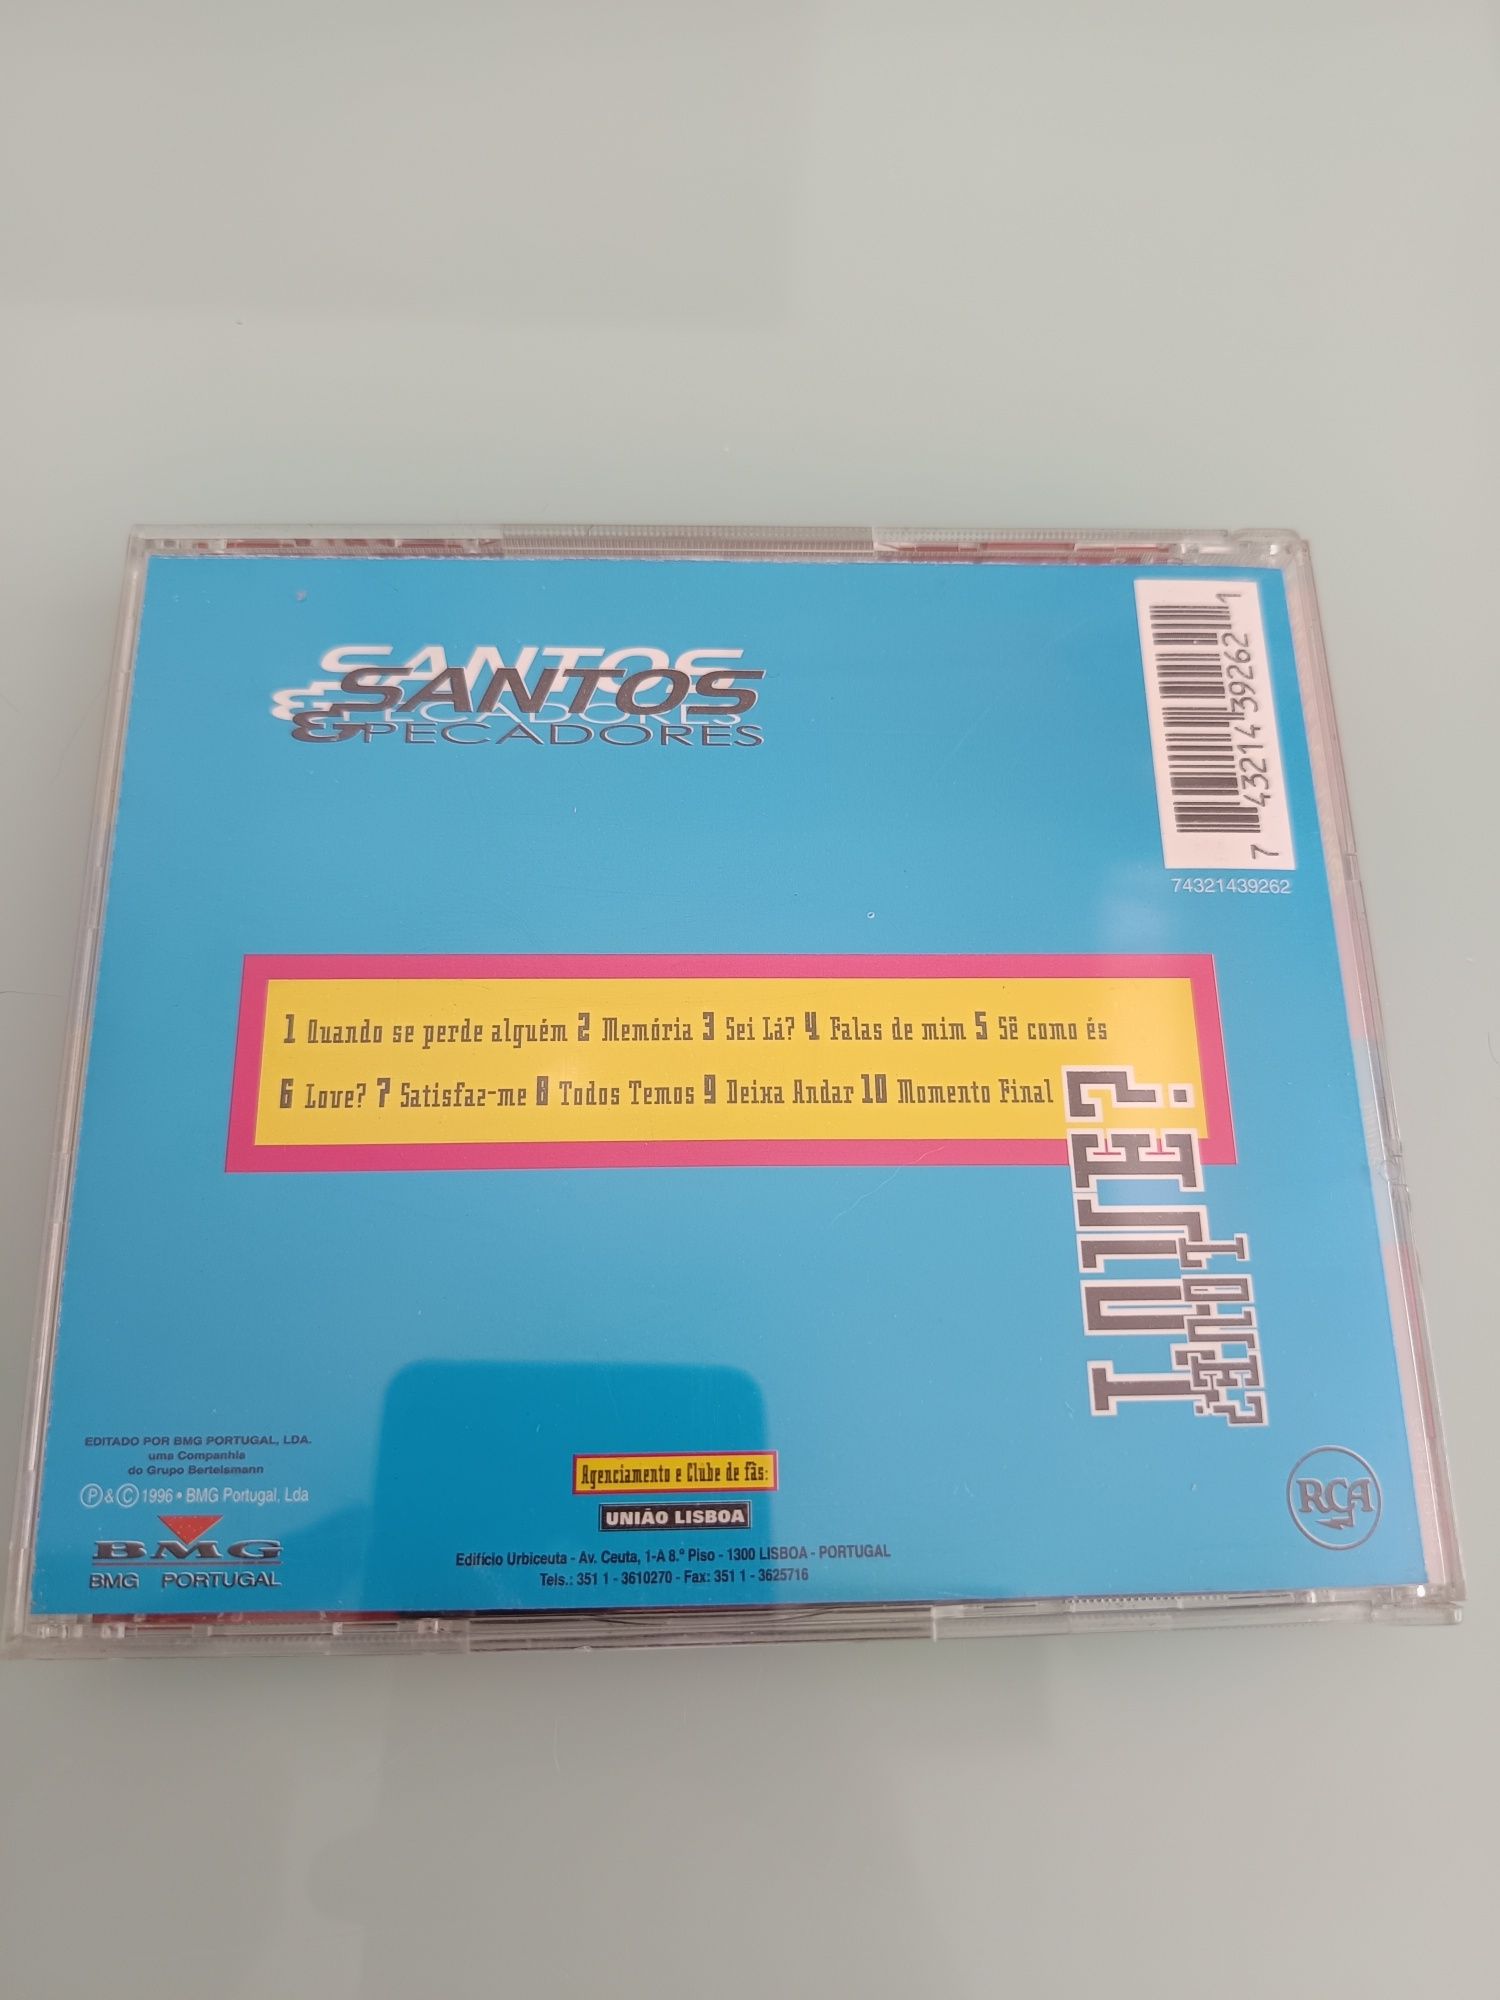 SANTOS
& PECADORES
SANTOS
& PECADORES
7 43214 39262 1
74321439262
1 Quando se perde alguém 2 Memória 3 Sei Lá? 4 Falas de mim 5 Sê como és
6 Love? 7 Satisfaz-me 8 Todos Temos 9 Deixa Andar 10 Momento Final
LOVE?
LOVE?
EDITADO POR BMG PORTUGAL, LDA.
uma Companhia
do Grupo Bertelsmann
Ⓟ & © 1996 • BMG Portugal, Lda
BMG
BMG PORTUGAL
Agenciamento e Clube de fãs:
UNIÃO LISBOA
Edifício Urbiceuta - Av. Ceuta, 1-A 8.º Piso - 1300 LISBOA - PORTUGAL
Tels.: 351 1 - 3610270 - Fax: 351 1 - 3625716
RCA